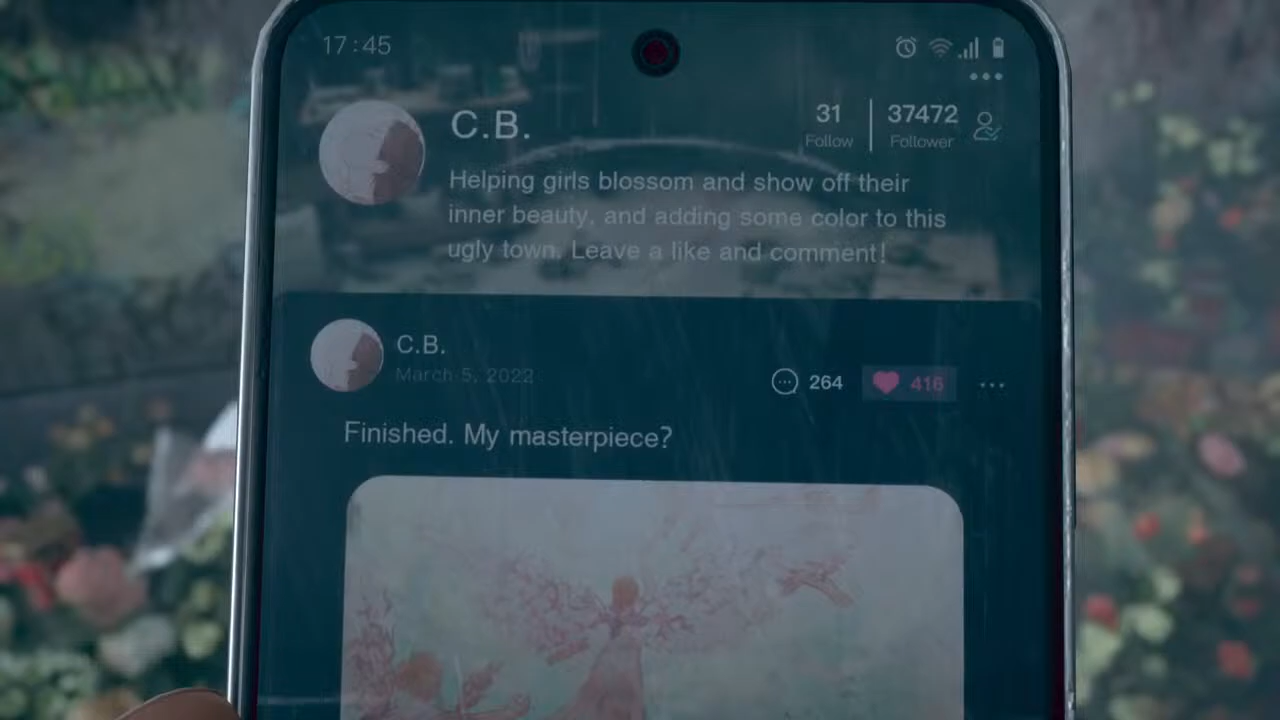 17:45
C.B.
31
Follow
37472
Follower
Helping girls blossom and show off their
inner beauty, and adding some color to this
ugly town. Leave a like and comment!
C.B.
March 5, 2022
264
416
Finished. My masterpiece?